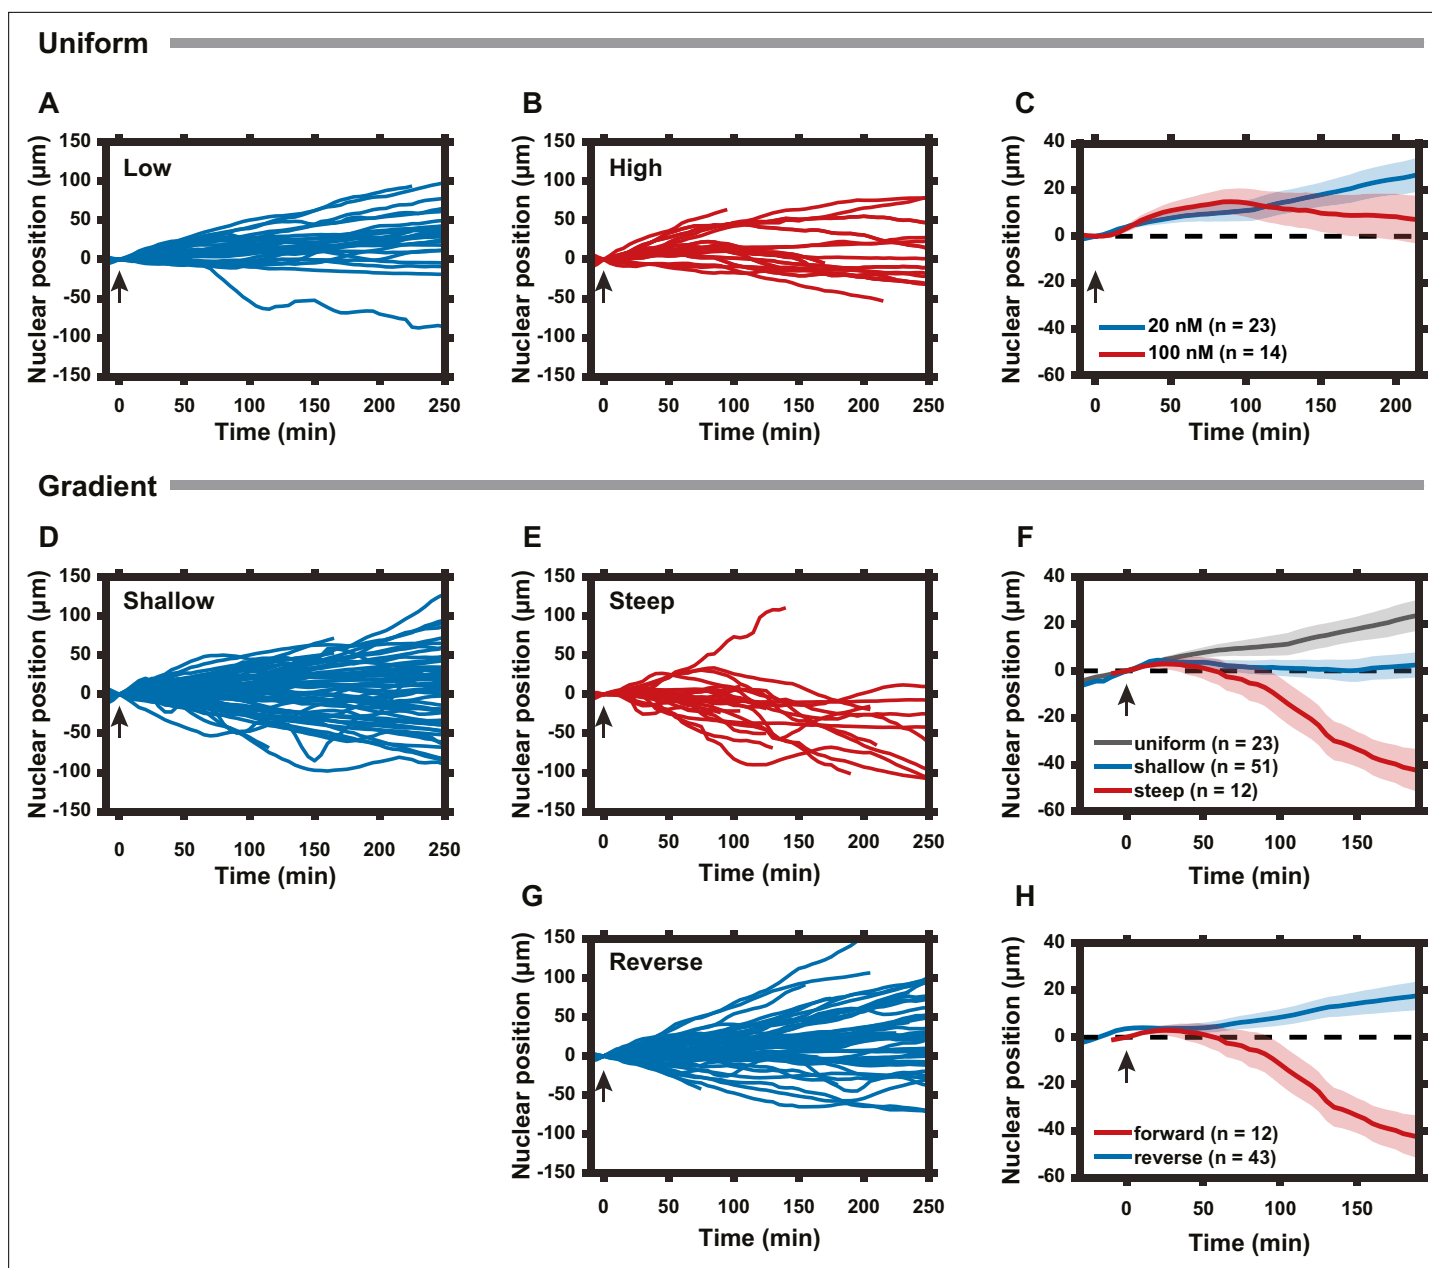 Uniform
A
Nuclear position (µm)
150
100
50
0
-50
-100
-150
Low
0 50 100 150 200 250
Time (min)
B
Nuclear position (µm)
150
100
50
0
-50
-100
-150
High
0 50 100 150 200 250
Time (min)
C
Nuclear position (µm)
40
20
0
-20
-40
-60
20 nM (n = 23)
100 nM (n = 14)
0 50 100 150 200
Time (min)
Gradient
D
Nuclear position (µm)
150
100
50
0
-50
-100
-150
Shallow
0 50 100 150 200 250
Time (min)
E
Nuclear position (µm)
150
100
50
0
-50
-100
-150
Steep
0 50 100 150 200 250
Time (min)
F
Nuclear position (µm)
40
20
0
-20
-40
-60
uniform (n = 23)
shallow (n = 51)
steep (n = 12)
0 50 100 150
Time (min)
G
Nuclear position (µm)
150
100
50
0
-50
-100
-150
Reverse
0 50 100 150 200 250
Time (min)
H
Nuclear position (µm)
40
20
0
-20
-40
-60
forward (n = 12)
reverse (n = 43)
0 50 100 150
Time (min)